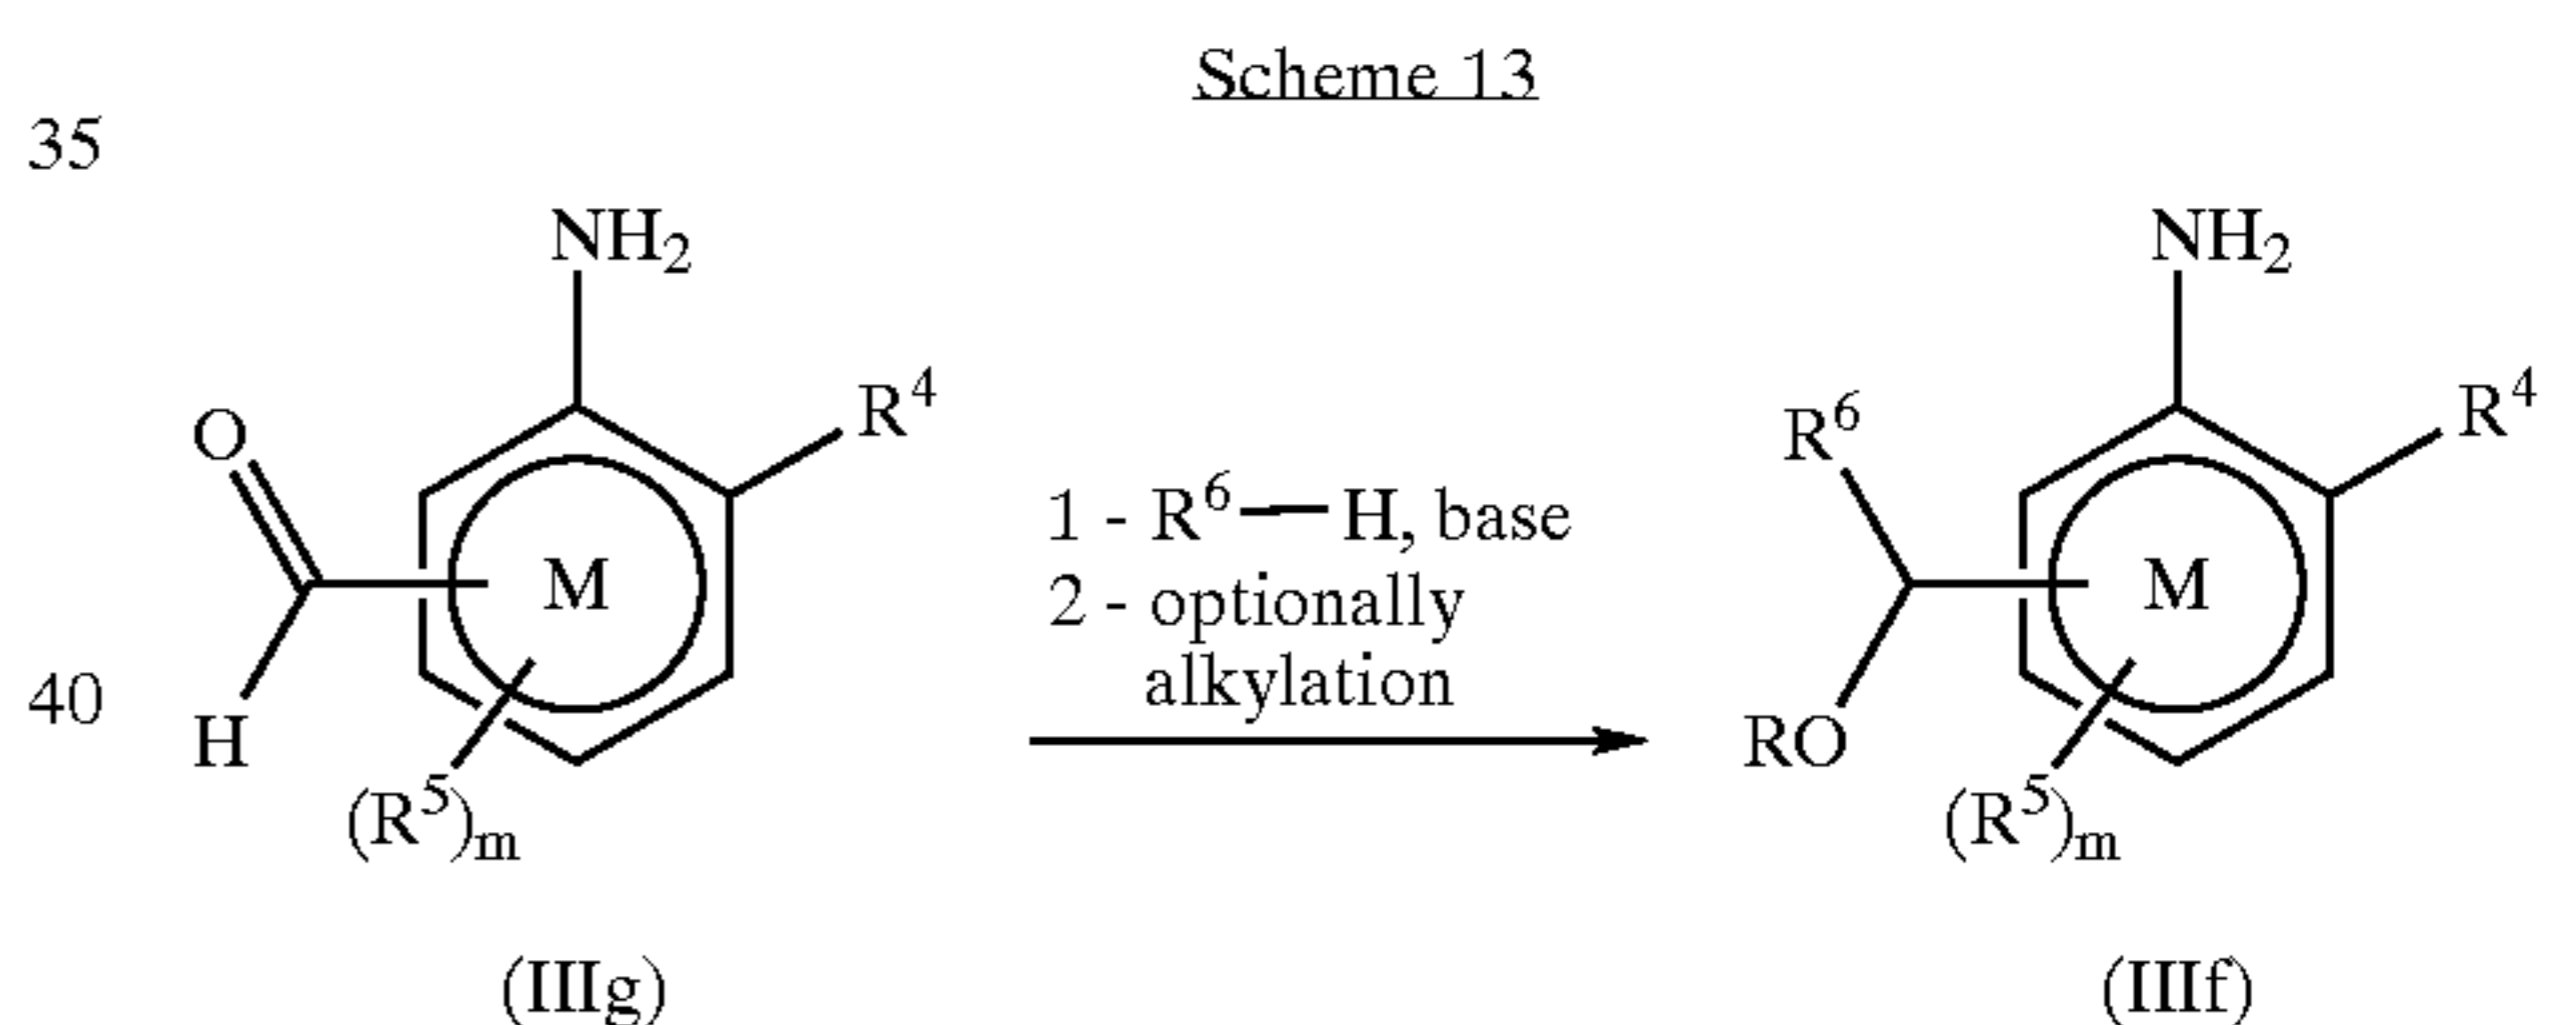 Scheme 13
35
NH2 NH2
R4 R4
O R6
1 - R6—H, base
2 - optionally
alkylation
M M
40
H RO
(R5)m (R5)m
(IIIg) (IIIf)